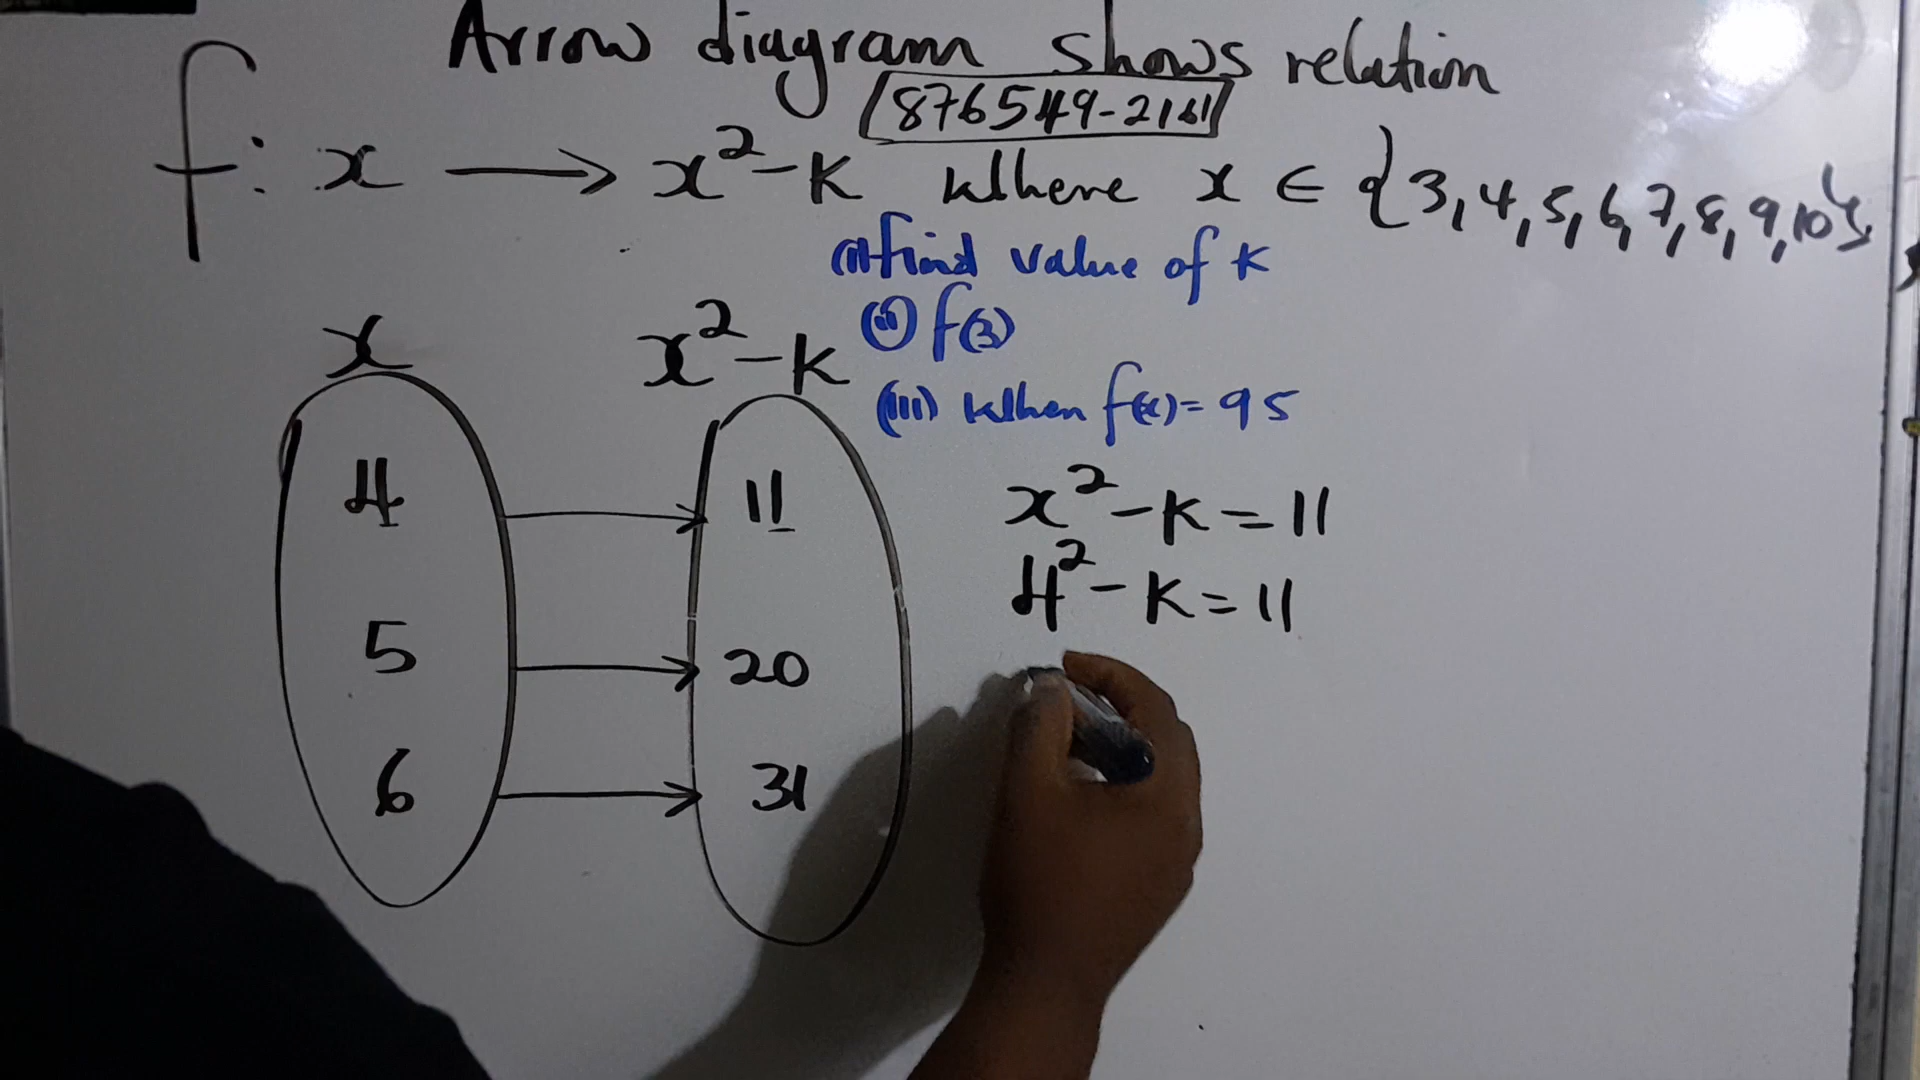 Arrow diagram shows relation
876549-2161
f: x → x² - k where x ∈ {3, 4, 5, 6, 7, 8, 9, 10},
(i) find value of k
(ii) f(3)
(iii) when f(x) = 95
x x² - k
4 → 11
5 → 20
6 → 31
x² - k = 11
4² - k = 11